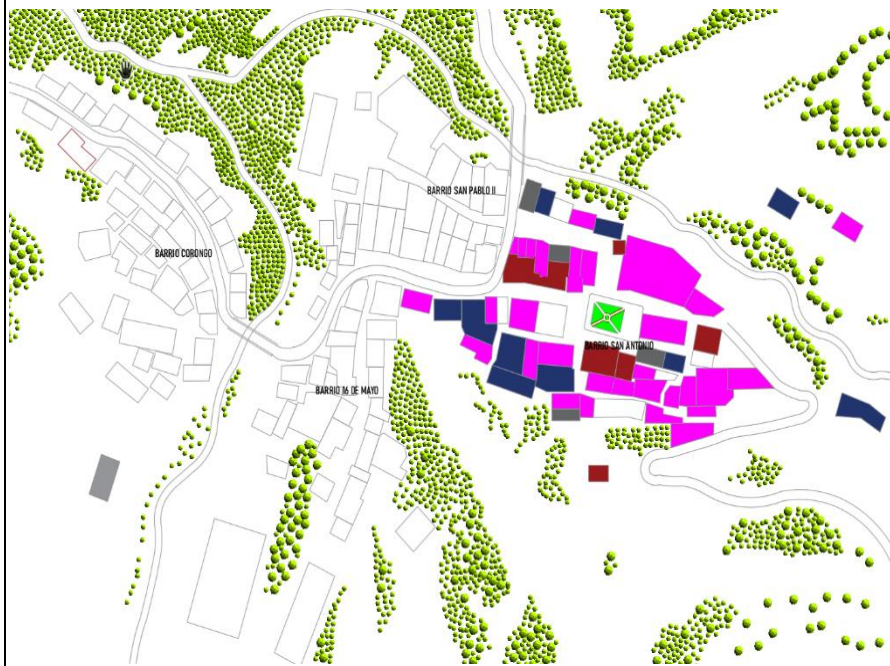 BARRIO SAN PABLO II
BARRIO CORONGO
BARRIO SAN ANTONIO
BARRIO 16 DE MAYO